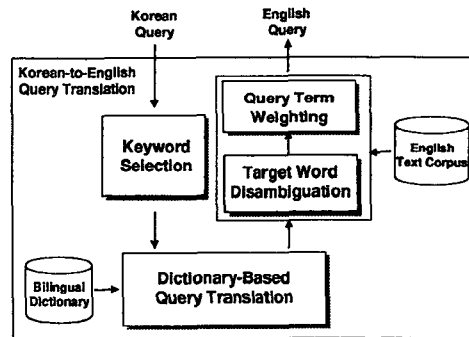 Korean
Query
English
Query
Korean-to-English
Query Translation
Keyword
Selection
Query Term
Weighting
Target Word
Disambiguation
English
Text Corpus
Bilingual
Dictionary
Dictionary-Based
Query Translation